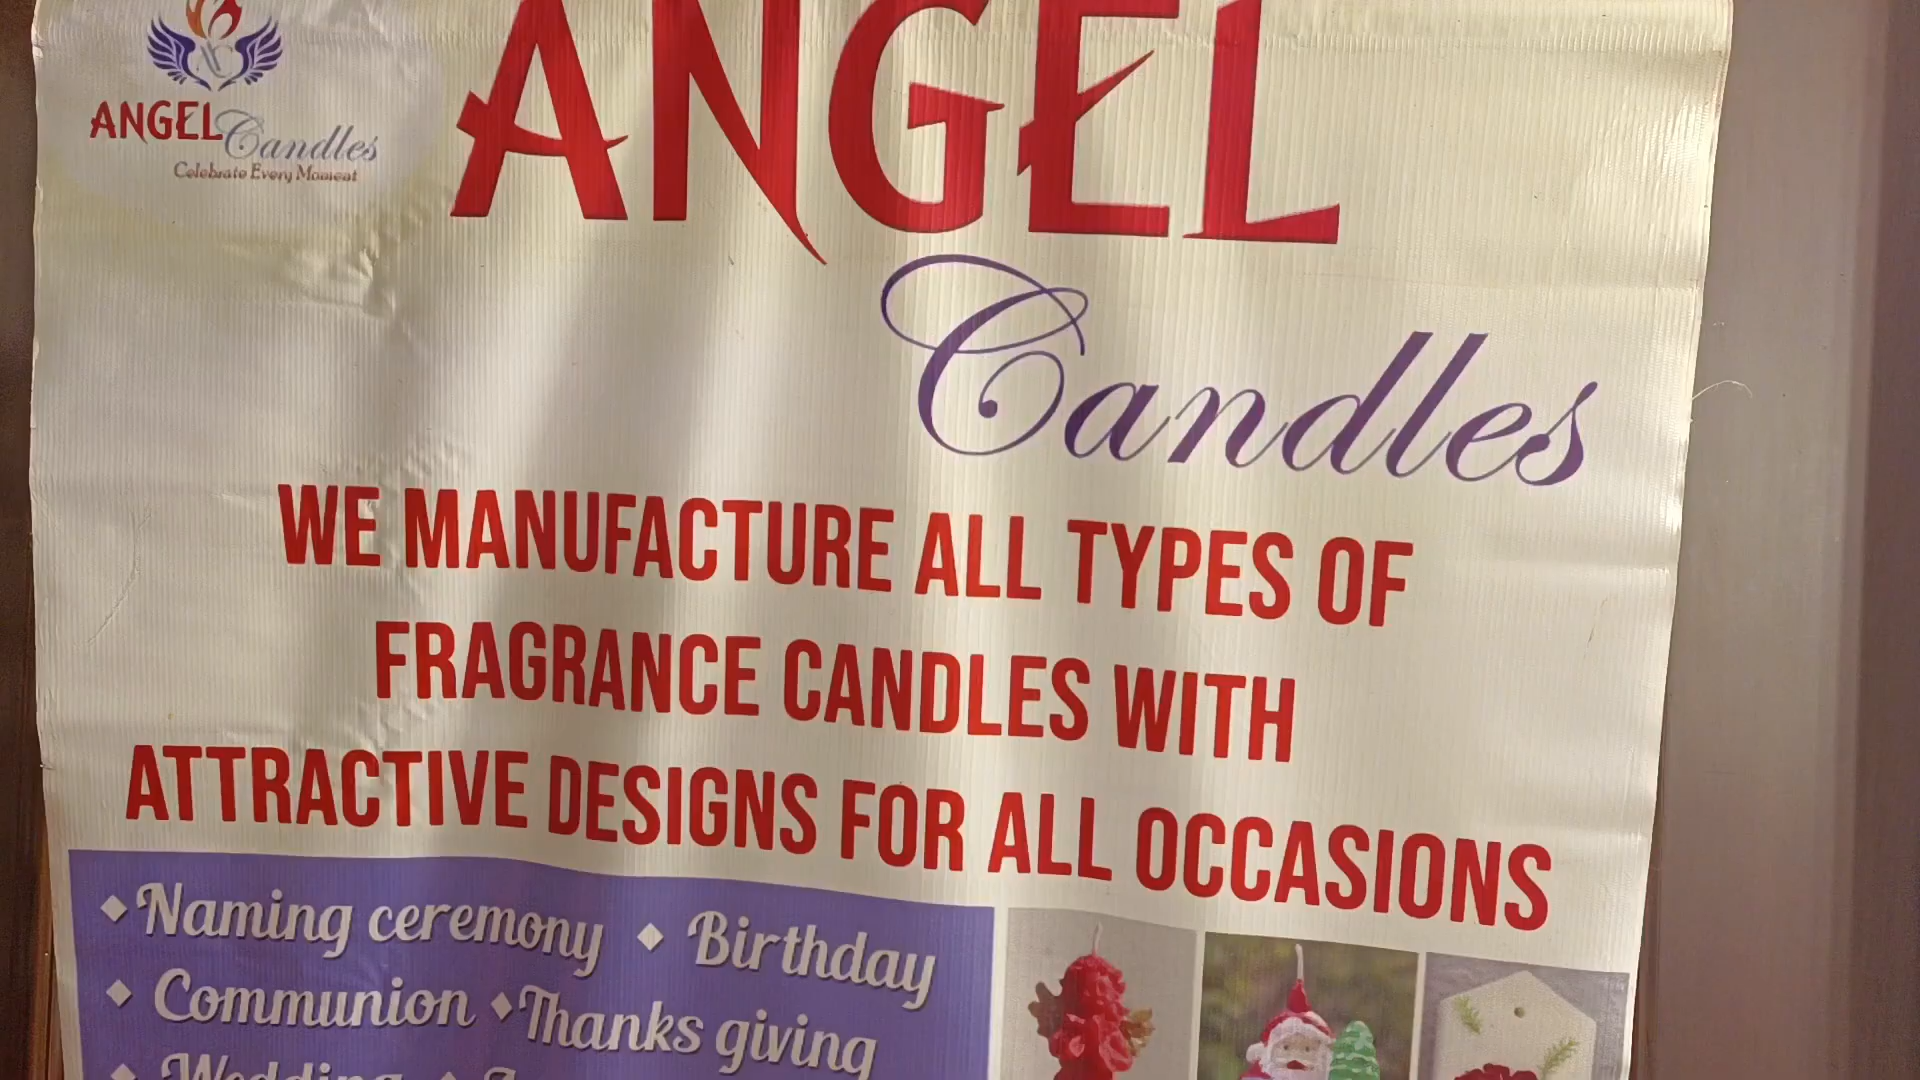 ANGEL Candles
Celebrate Every Moment
ANGEL
Candles
WE MANUFACTURE ALL TYPES OF
FRAGRANCE CANDLES WITH
ATTRACTIVE DESIGNS FOR ALL OCCASIONS
◆ Naming ceremony ◆ Birthday
◆ Communion ◆ Thanks giving
◆ Wedding ◆